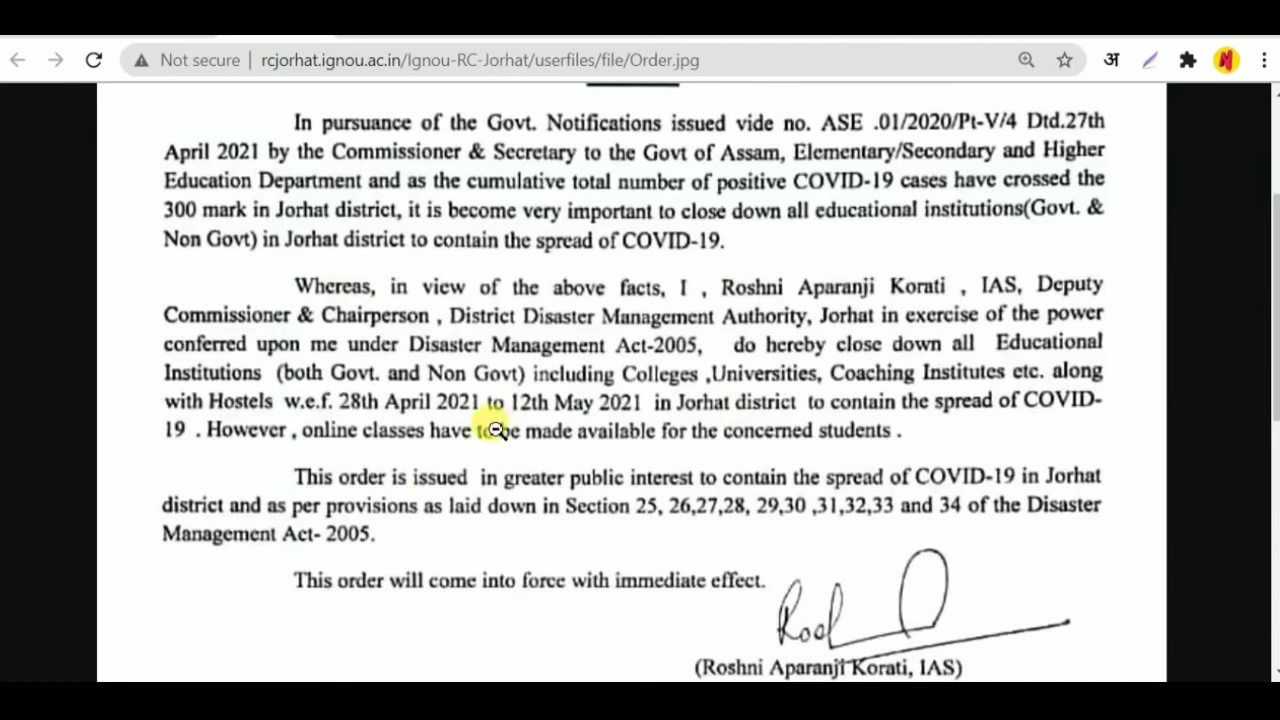 Not secure | rcjorhat.ignou.ac.in/Ignou-RC-Jorhat/userfiles/file/Order.jpg अ N
In pursuance of the Govt. Notifications issued vide no. ASE .01/2020/Pt-V/4 Dtd.27th
April 2021 by the Commissioner & Secretary to the Govt of Assam, Elementary/Secondary and Higher
Education Department and as the cumulative total number of positive COVID-19 cases have crossed the
300 mark in Jorhat district, it is become very important to close down all educational institutions(Govt. &
Non Govt) in Jorhat district to contain the spread of COVID-19.
Whereas, in view of the above facts, I , Roshni Aparanji Korati , IAS, Deputy
Commissioner & Chairperson , District Disaster Management Authority, Jorhat in exercise of the power
conferred upon me under Disaster Management Act-2005, do hereby close down all Educational
Institutions (both Govt. and Non Govt) including Colleges ,Universities, Coaching Institutes etc. along
with Hostels w.e.f. 28th April 2021 to 12th May 2021 in Jorhat district to contain the spread of COVID-
19 . However , online classes have to be made available for the concerned students .
This order is issued in greater public interest to contain the spread of COVID-19 in Jorhat
district and as per provisions as laid down in Section 25, 26,27,28, 29,30 ,31,32,33 and 34 of the Disaster
Management Act- 2005.
This order will come into force with immediate effect.
(Roshni Aparanji Korati, IAS)